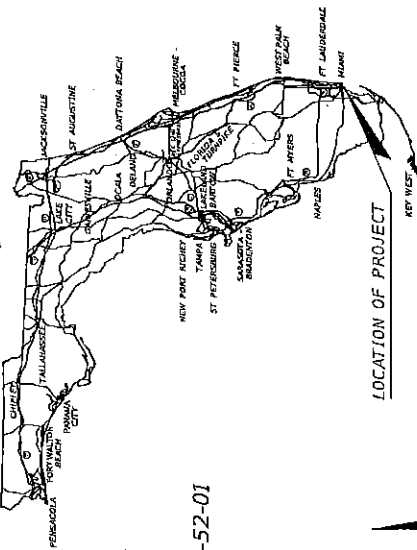 PENSACOLA
FORT WALTON
BEACH
CHIPLEY
PANAMA
CITY
TALLAHASSEE
LAKE
CITY
JACKSONVILLE
ST AUGUSTINE
GAINESVILLE
OCALA
DELAND
DAYTONA BEACH
ORLANDO
MELBOURNE -
COCOA
FLORIDA'S
TURNPIKE
LAKELAND
BARTOW
NEW PORT RICHEY
TAMPA
ST PETERSBURG
SARASOTA
BRADENTON
FT PIERCE
WEST PALM
BEACH
FT MYERS
NAPLES
FT LAUDERDALE
MIAMI
KEY WEST
LOCATION OF PROJECT
-52-01